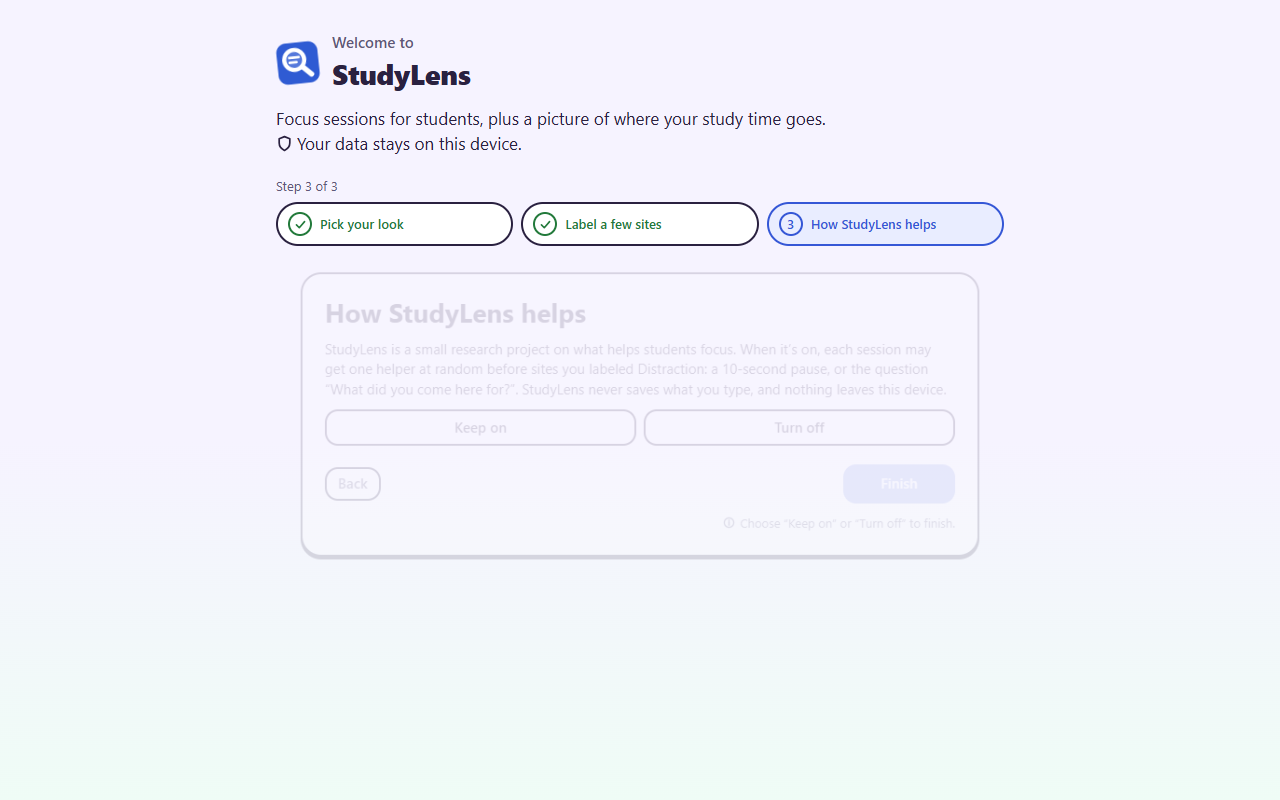 Welcome to
StudyLens
Focus sessions for students, plus a picture of where your study time goes.
Your data stays on this device.
Step 3 of 3
Pick your look
Label a few sites
3 How StudyLens helps
How StudyLens helps
StudyLens is a small research project on what helps students focus. When it's on, each session may
get one helper at random before sites you labeled Distraction: a 10-second pause, or the question
“What did you come here for?”. StudyLens never saves what you type, and nothing leaves this device.
Keep on
Turn off
Back
Finish
Choose “Keep on” or “Turn off” to finish.